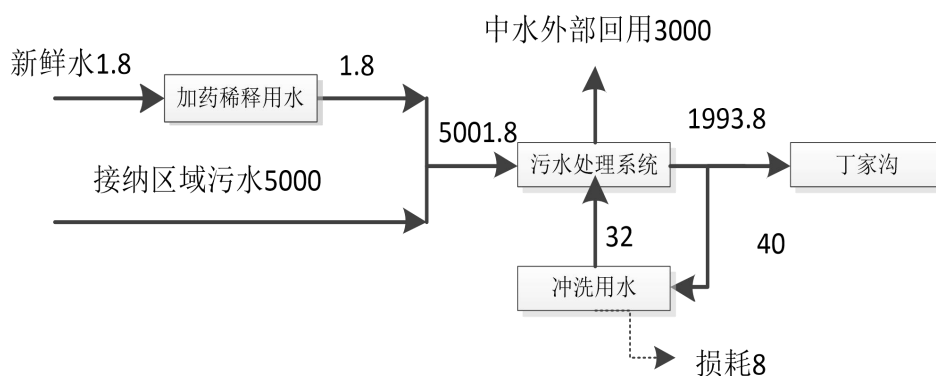 中水外部回用3000
新鲜水1.8
1.8
加药稀释用水
5001.8
1993.8
接纳区域污水5000
污水处理系统
丁家沟
32
40
冲洗用水
损耗8